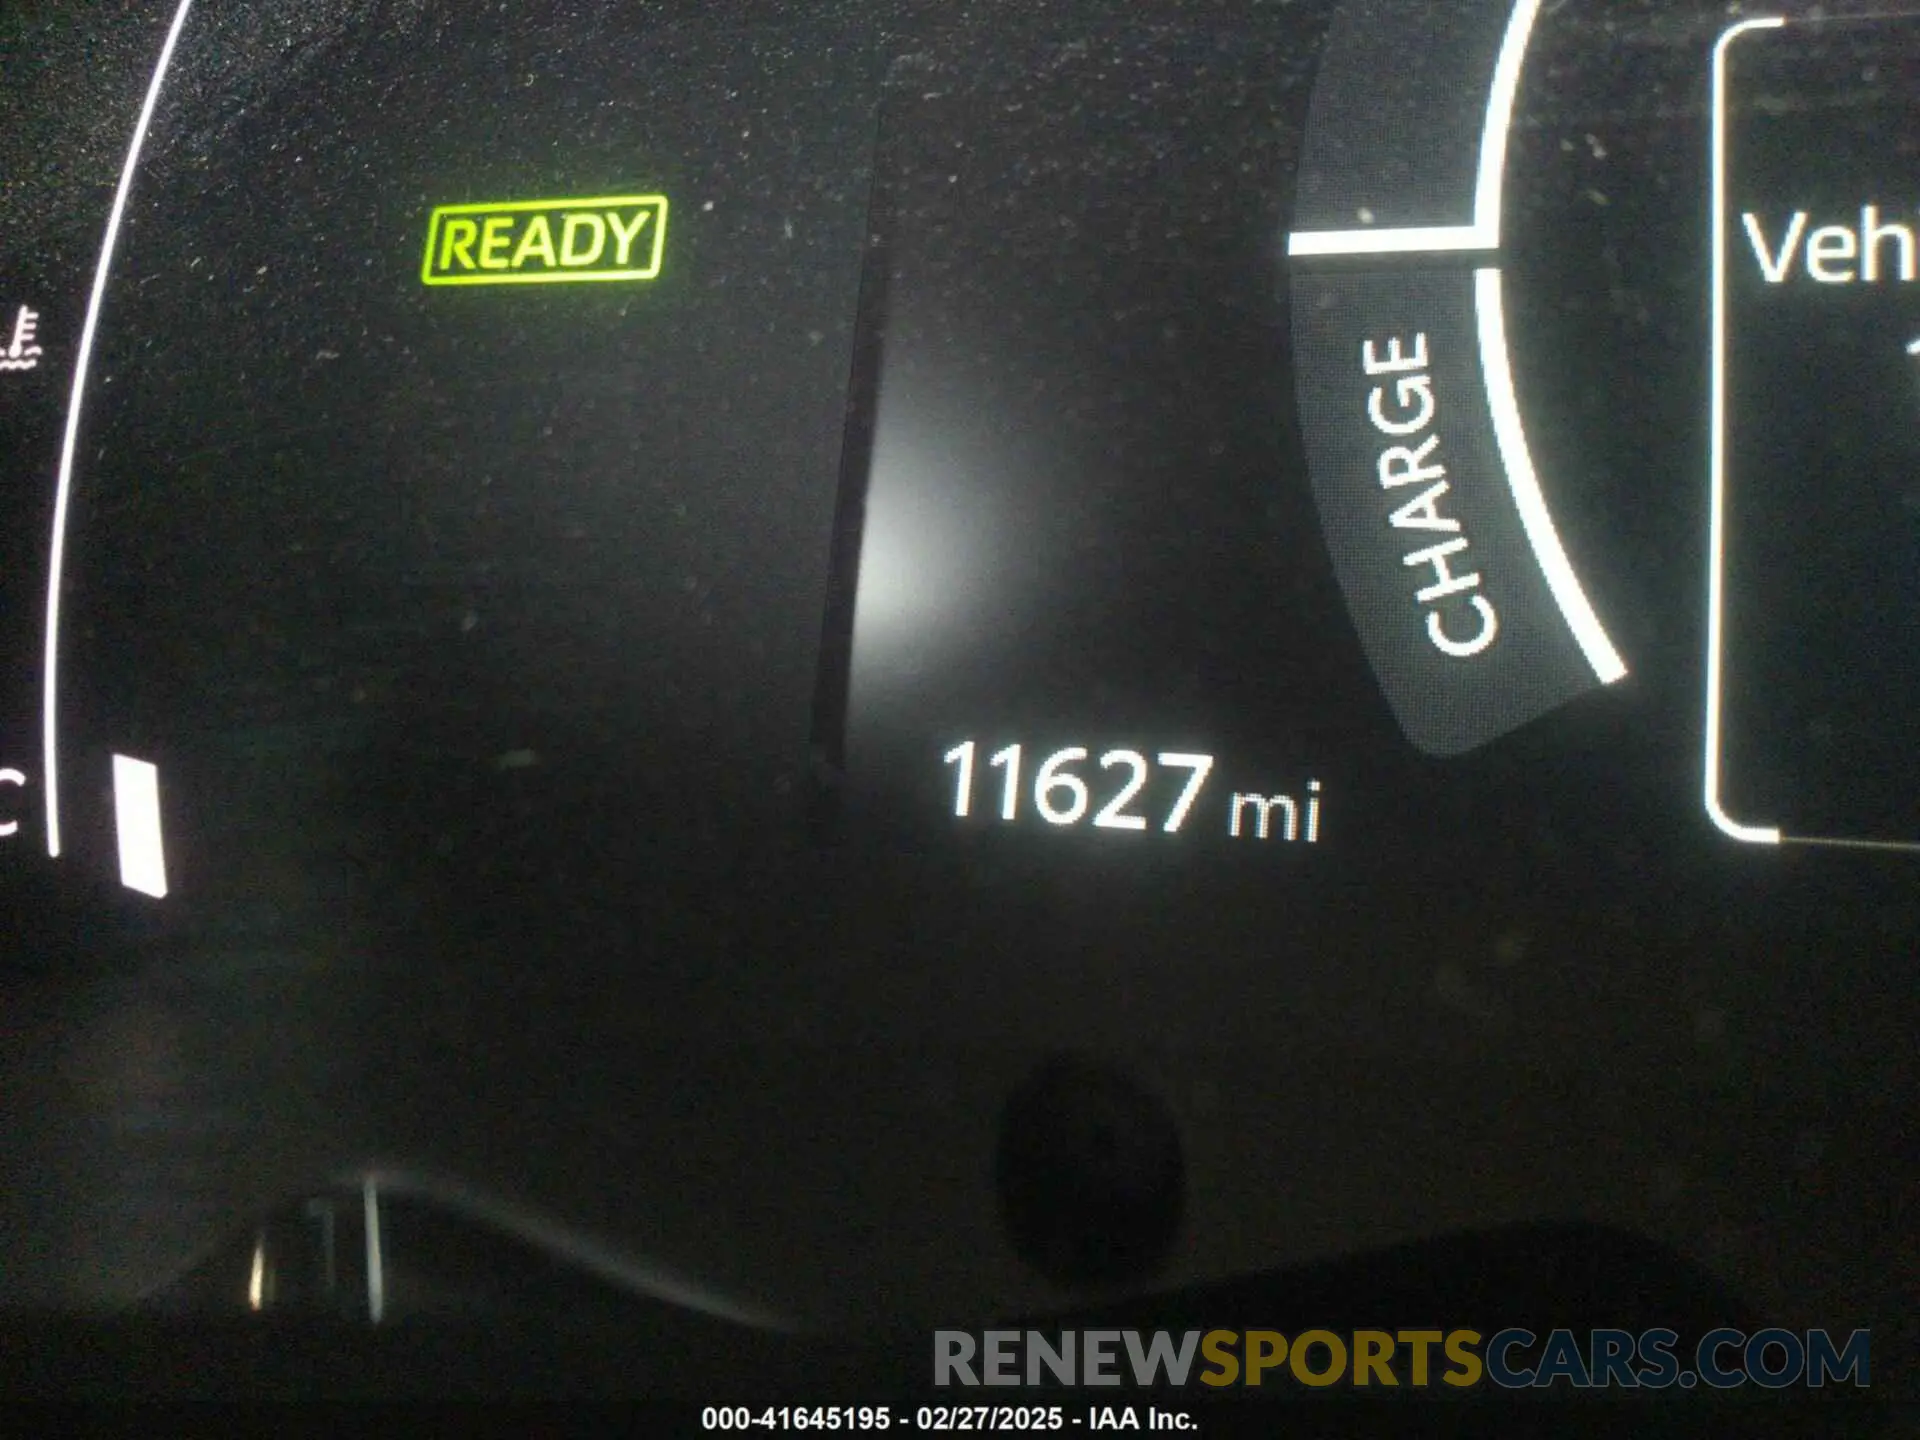 READY
Veh
CHARGE
11627 mi
C
RENEWSPORTSCARS.COM
000-41645195 - 02/27/2025 - IAA Inc.